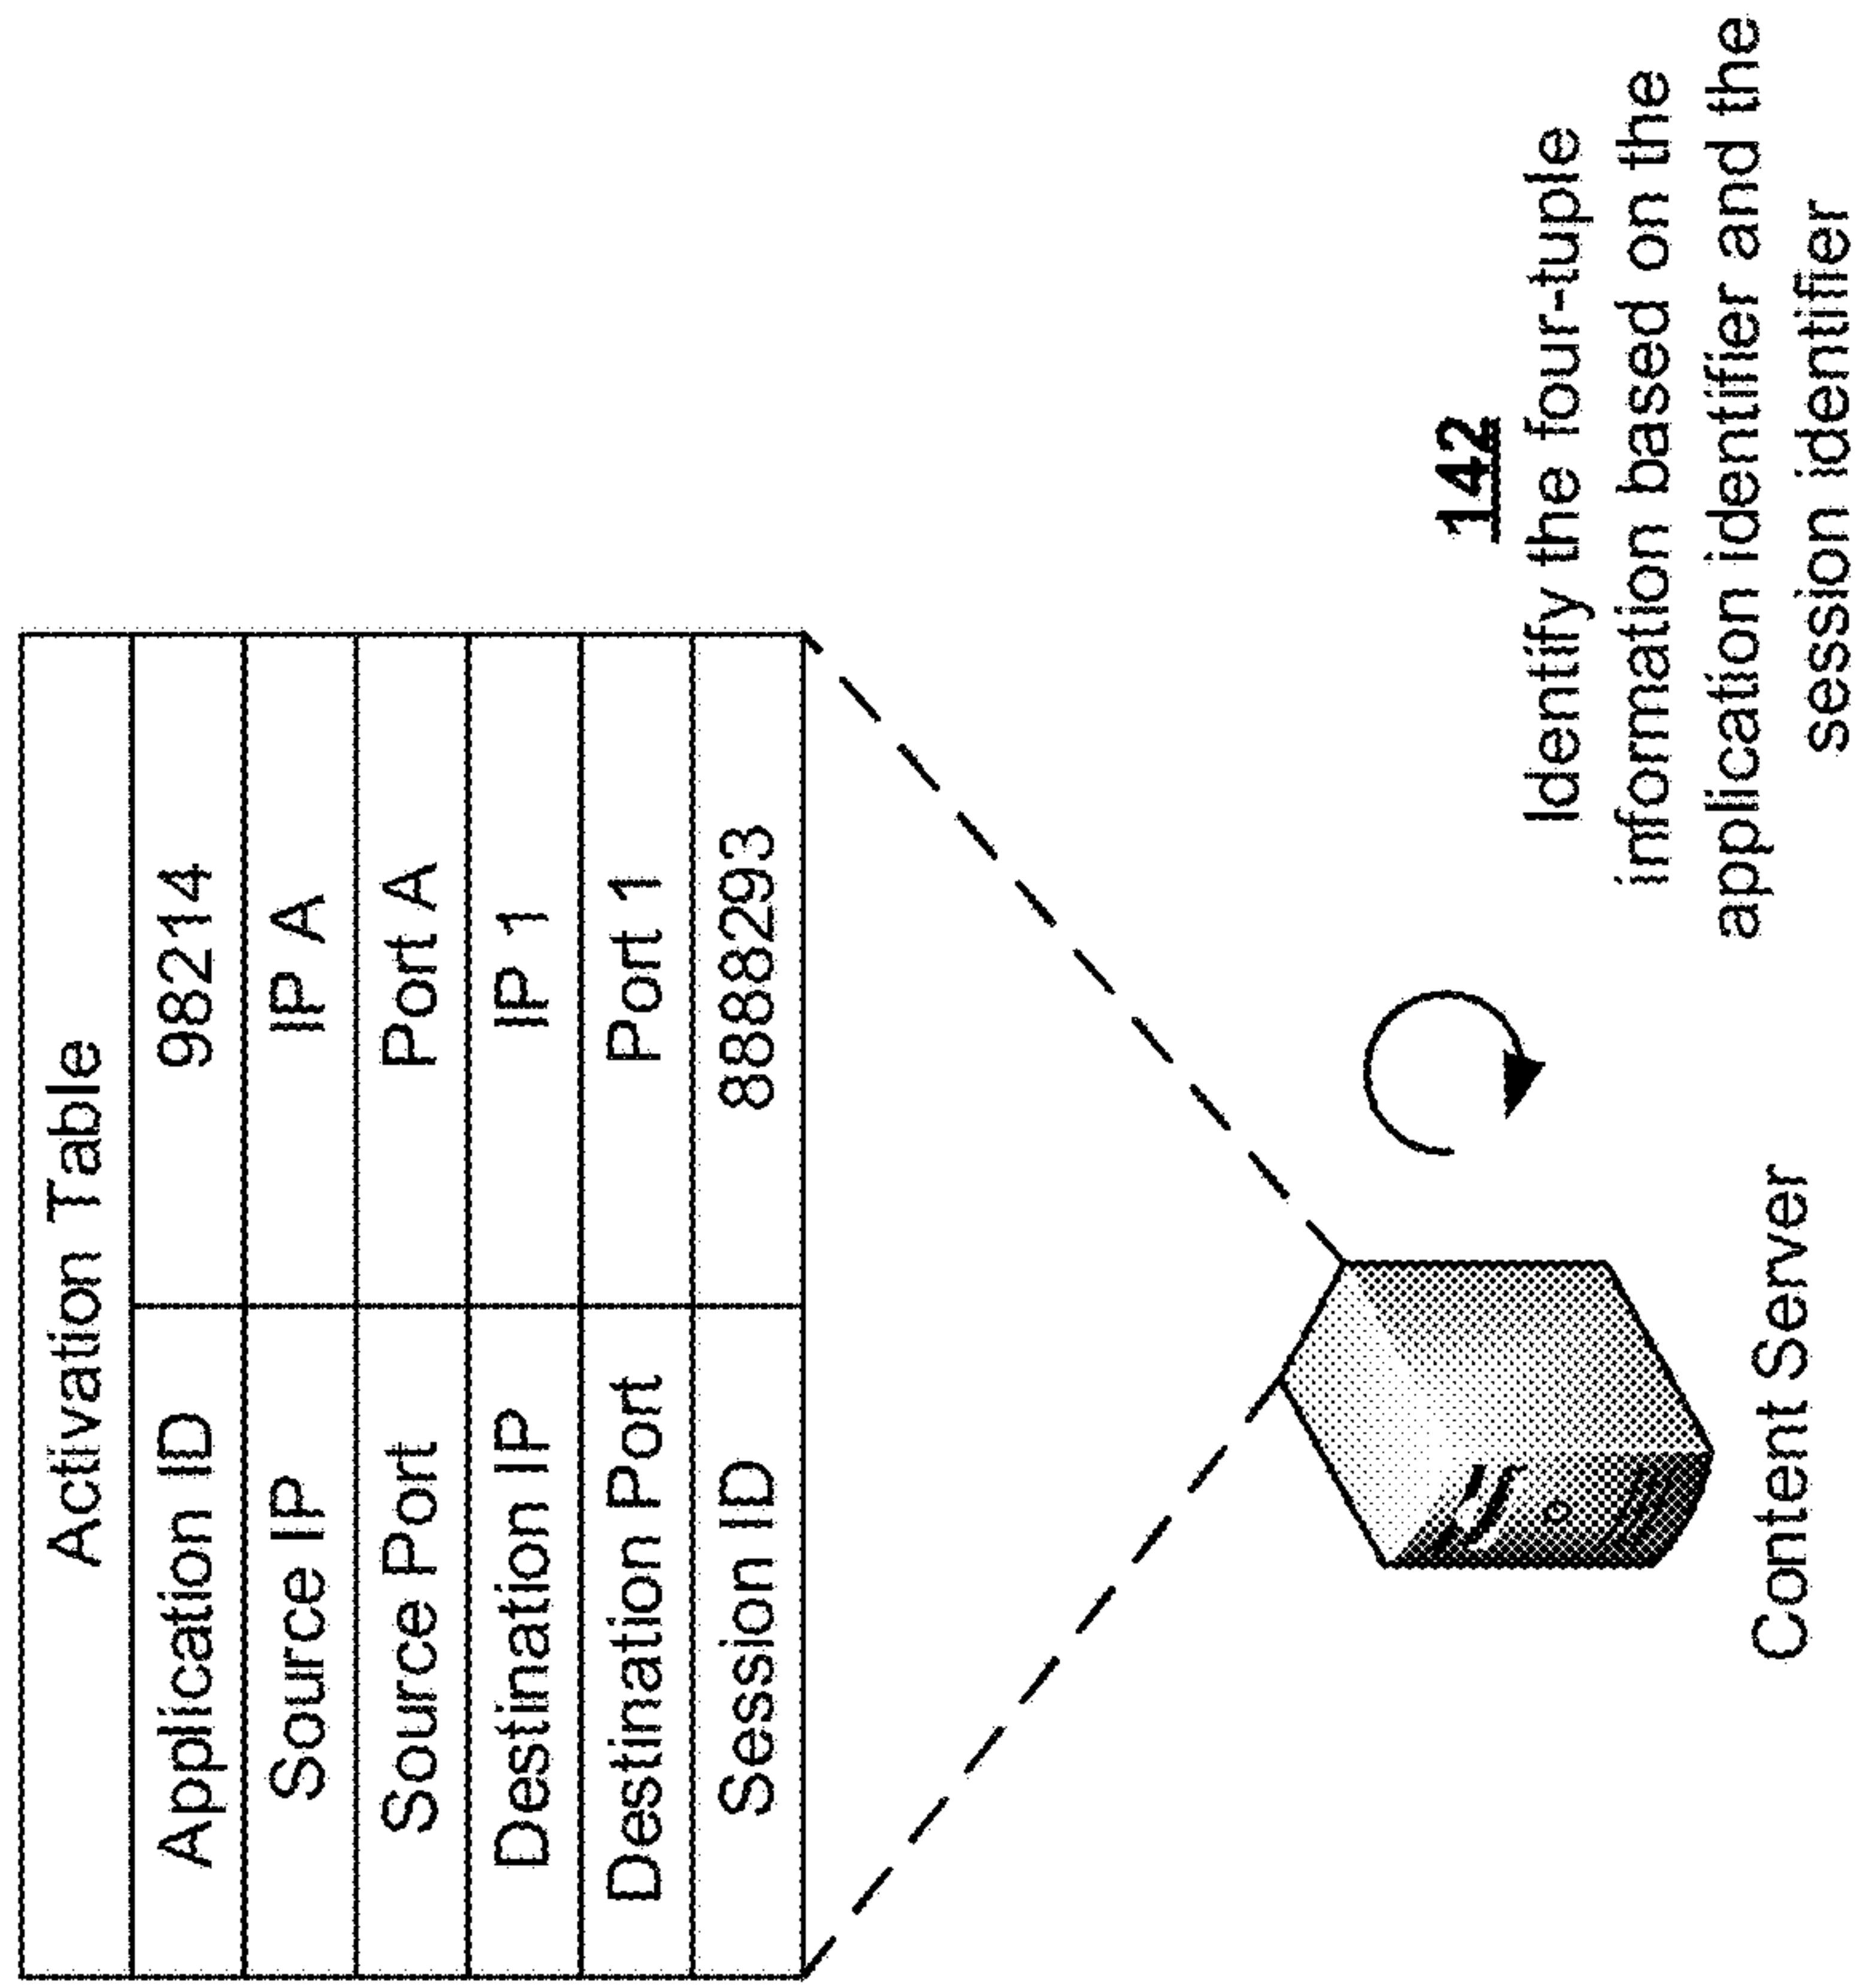 Activation Table
Application ID 98214
Source IP IP A
Source Port Port A
Destination IP IP 1
Destination Port Port 1
Session ID 8888293
Content Server
142
Identify the four-tuple
information based on the
application identifier and the
session identifier